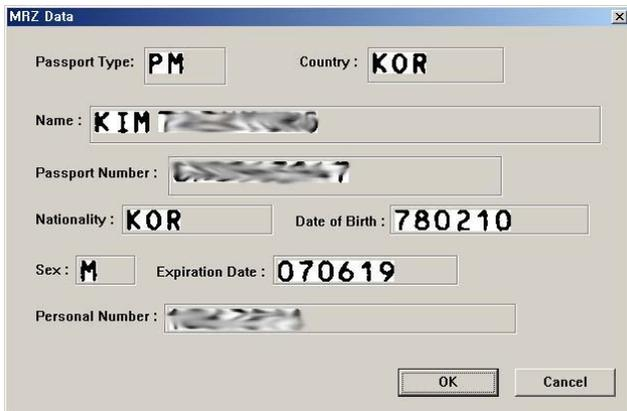 MRZ Data
Passport Type: PM Country : KOR
Name : KIM
Passport Number :
Nationality : KOR Date of Birth : 780210
Sex : M Expiration Date : 070619
Personal Number :
OK Cancel